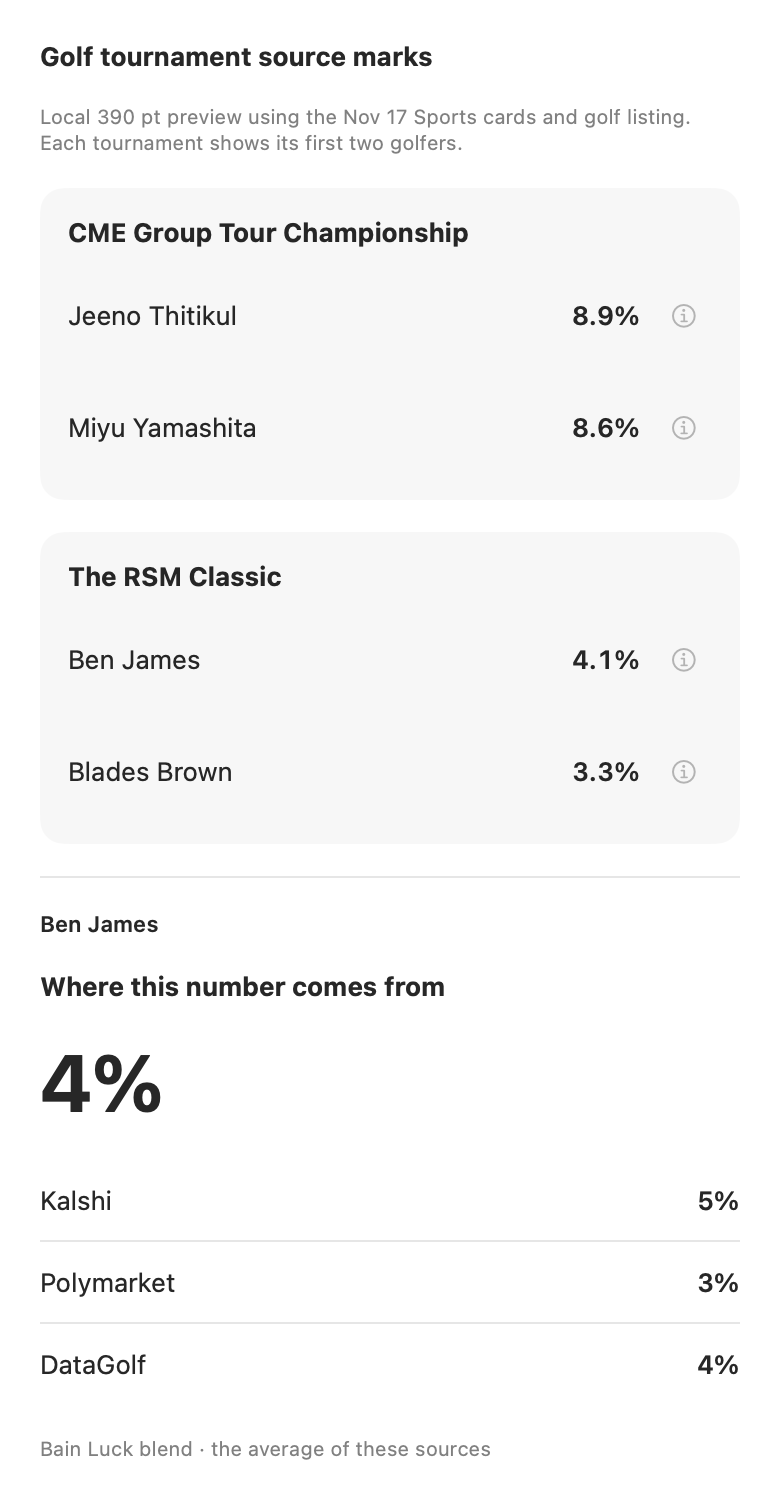 Golf tournament source marks
Local 390 pt preview using the Nov 17 Sports cards and golf listing.
Each tournament shows its first two golfers.
CME Group Tour Championship
Jeeno Thitikul 8.9%
Miyu Yamashita 8.6%
The RSM Classic
Ben James 4.1%
Blades Brown 3.3%
Ben James
Where this number comes from
4%
Kalshi 5%
Polymarket 3%
DataGolf 4%
Bain Luck blend · the average of these sources